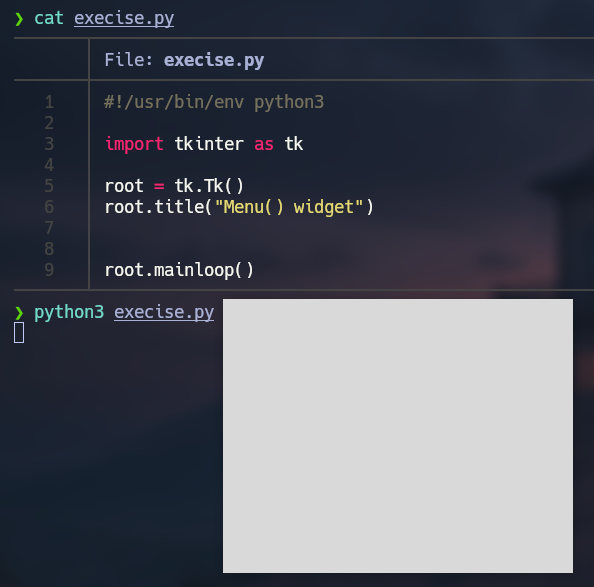 ❯ cat execise.py
File: execise.py
1 #!/usr/bin/env python3
2
3 import tkinter as tk
4
5 root = tk.Tk()
6 root.title("Menu() widget")
7
8
9 root.mainloop()
❯ python3 execise.py